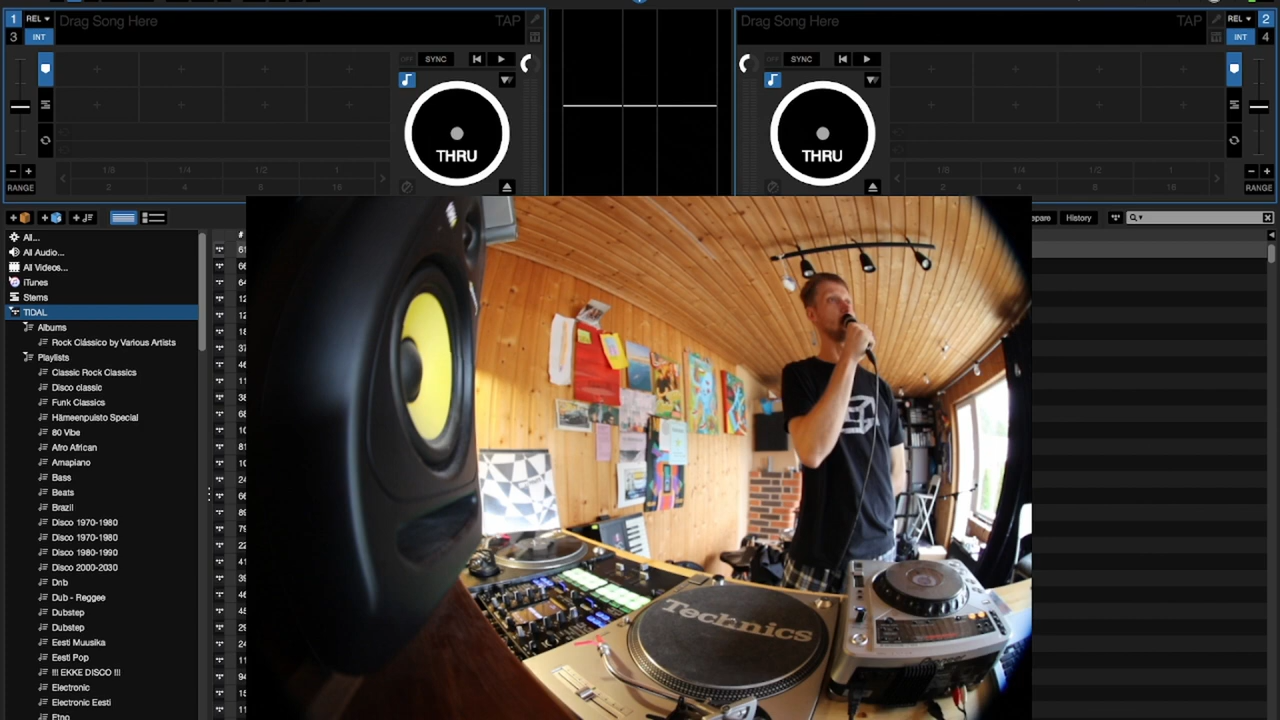 1 REL Drag Song Here TAP
3 INT
OFF SYNC
THRU
1/8 1/4 1/2 1
2 4 8 16
RANGE
Drag Song Here TAP REL 2
INT 4
OFF SYNC
THRU
1/8 1/4 1/2 1
2 4 8 16
RANGE
History
#
All...
All Audio...
All Videos...
iTunes
Stems
TIDAL
Albums
Rock Clássico by Various Artists
Playlists
Classic Rock Classics
Disco classic
Funk Classics
Hämeenpuisto Special
80 Vibe
Afro African
Amapiano
Bass
Beats
Brazil
Disco 1970-1980
Disco 1970-1980
Disco 1980-1990
Disco 2000-2030
Dnb
Dub - Reggee
Dubstep
Dubstep
Eesti Muusika
Eesti Pop
!!! EKKE DISCO !!!
Electronic
Electronic Eesti
Etno
Technics